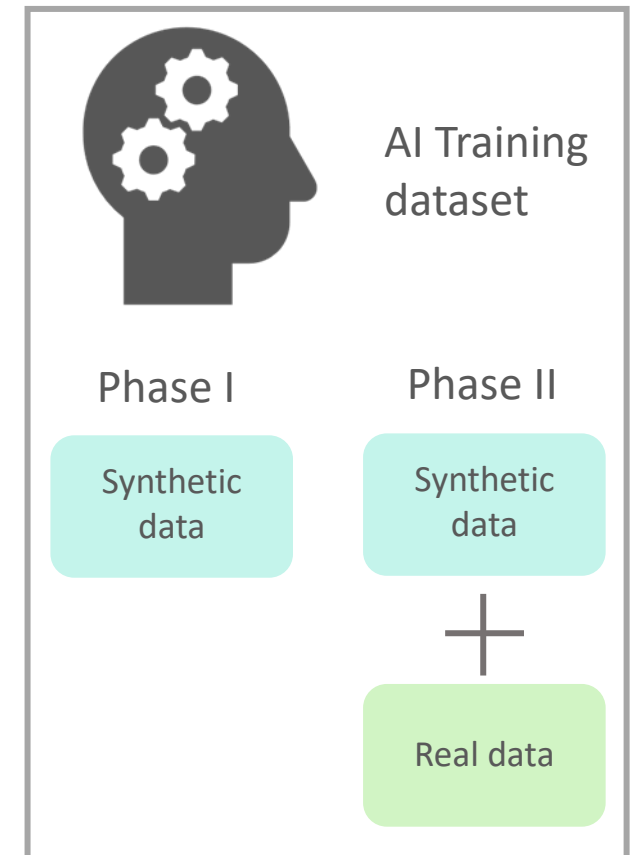 AI Training
dataset
Phase I
Phase II
Synthetic
data
Synthetic
data
Real data